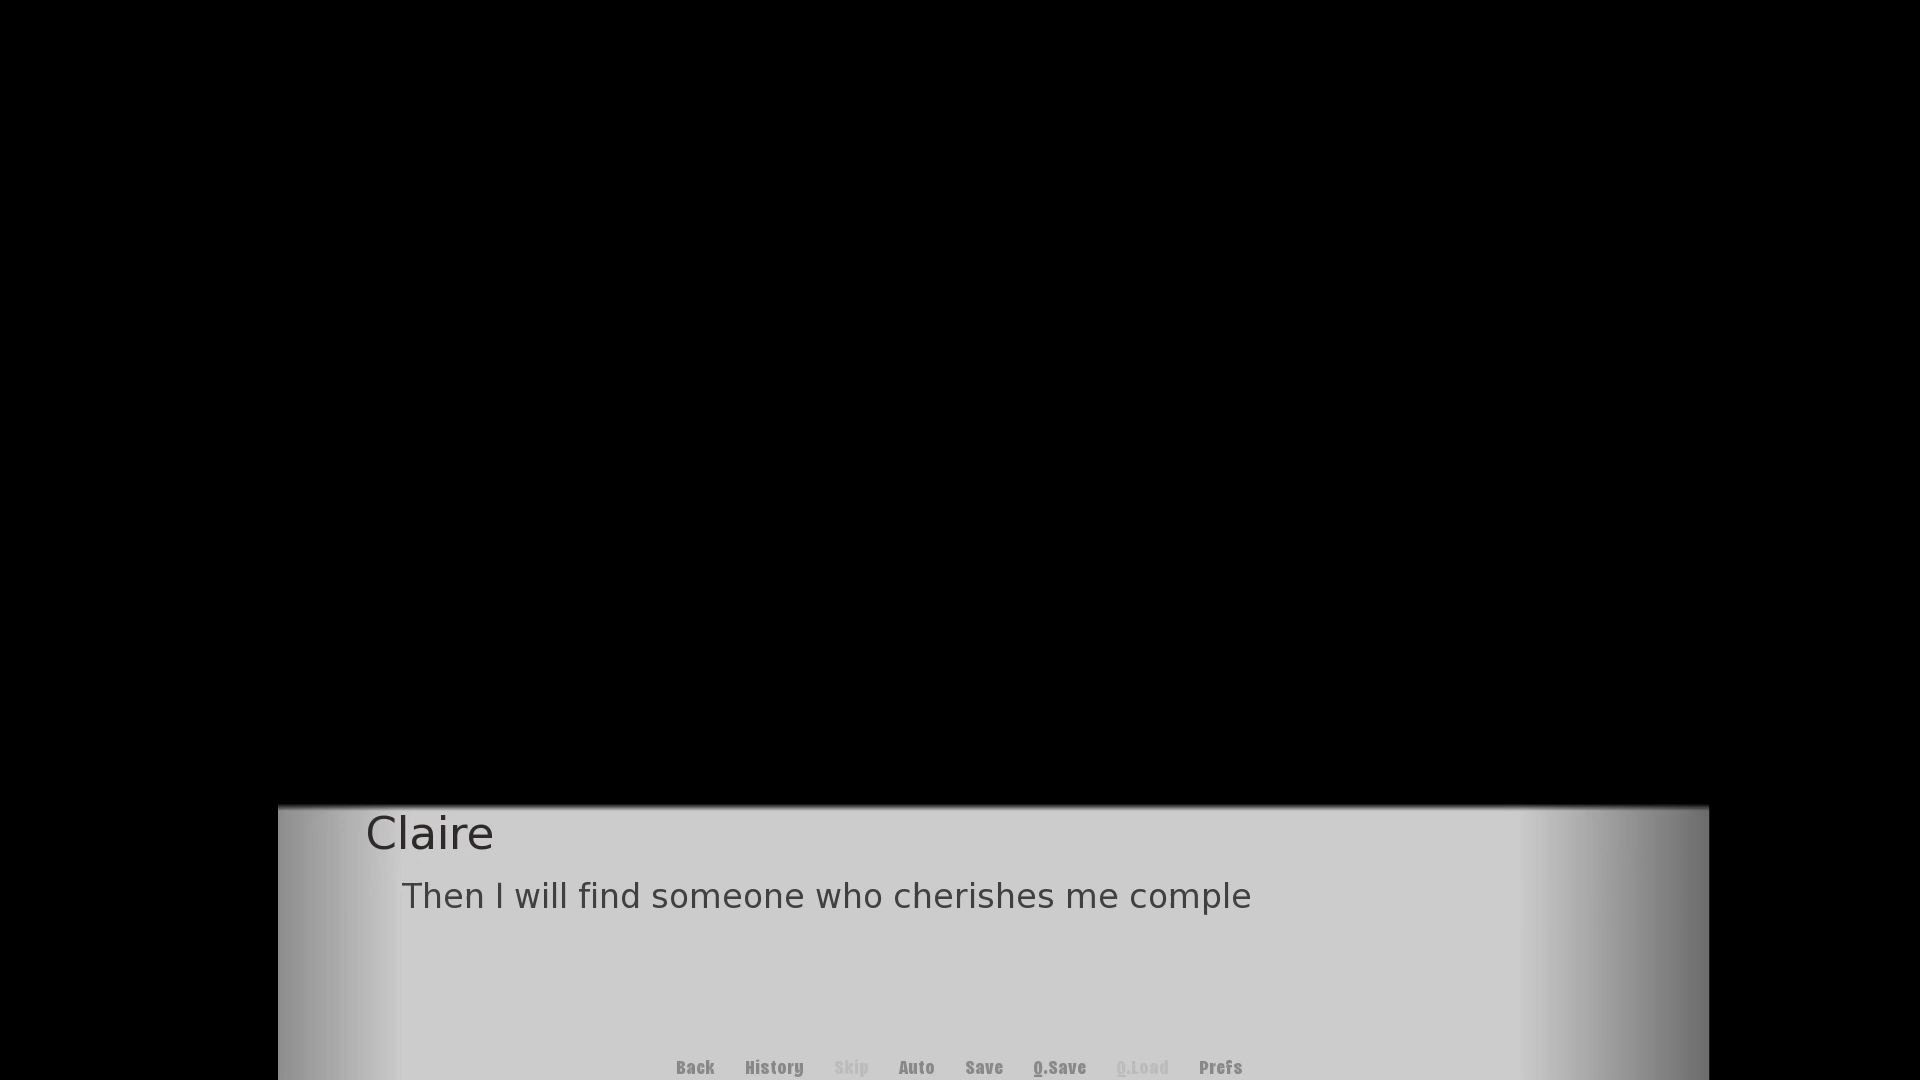 Claire
Then I will find someone who cherishes me comple
Back History Skip Auto Save Q.Save Q.Load Prefs